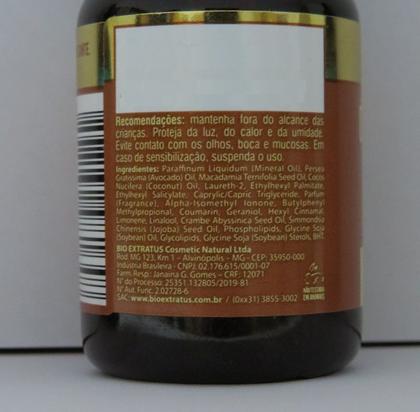 Recomendações: mantenha fora do alcance das
crianças. Proteja da luz, do calor e da umidade.
Evite contato com os olhos, boca e mucosas. Em
caso de sensibilização, suspenda o uso.
Ingredientes: Paraffinum Liquidum (Mineral Oil), Persea
Gratissima (Avocado) Oil, Macadamia Ternifolia Seed Oil, Cocos
Nucifera (Coconut) Oil, Laureth-2, Ethylhexyl Palmitate,
Ethylhexyl Salicylate, Caprylic/Capric Triglyceride, Parfum
(Fragrance), Alpha-Isomethyl Ionone, Butylphenyl
Methylpropional, Coumarin, Geraniol, Hexyl Cinnamal,
Limonene, Linalool, Crambe Abyssinica Seed Oil, Simmondsia
Chinensis (Jojoba) Seed Oil, Phospholipids, Glycine Soja
(Soybean) Oil, Glycolipids, Glycine Soja (Soybean) Sterols, BHT.
BIO EXTRATUS Cosmetic Natural Ltda
Rod. MG 123, Km 1 - Alvinópolis - MG - CEP: 35950-000
Indústria Brasileira - CNPJ: 02.176.615/0001-07
Farm. Resp: Janaina G. Gomes - CRF: 12071
N° do Processo: 25351.132805/2019-81
N° Aut. Func. 2.02728-6
SAC: www.bioextratus.com.br / (0xx31) 3855-3002
NÃO TESTADO
EM ANIMAIS